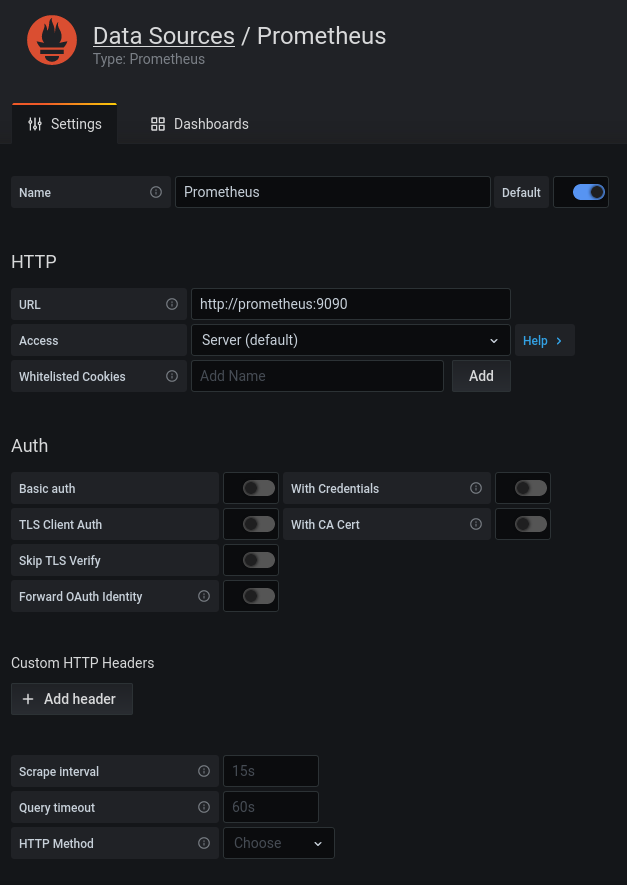 Data Sources / Prometheus
Type: Prometheus
Settings Dashboards
Name Prometheus Default
HTTP
URL http://prometheus:9090
Access Server (default) Help
Whitelisted Cookies Add Name Add
Auth
Basic auth With Credentials
TLS Client Auth With CA Cert
Skip TLS Verify
Forward OAuth Identity
Custom HTTP Headers
+ Add header
Scrape interval 15s
Query timeout 60s
HTTP Method Choose